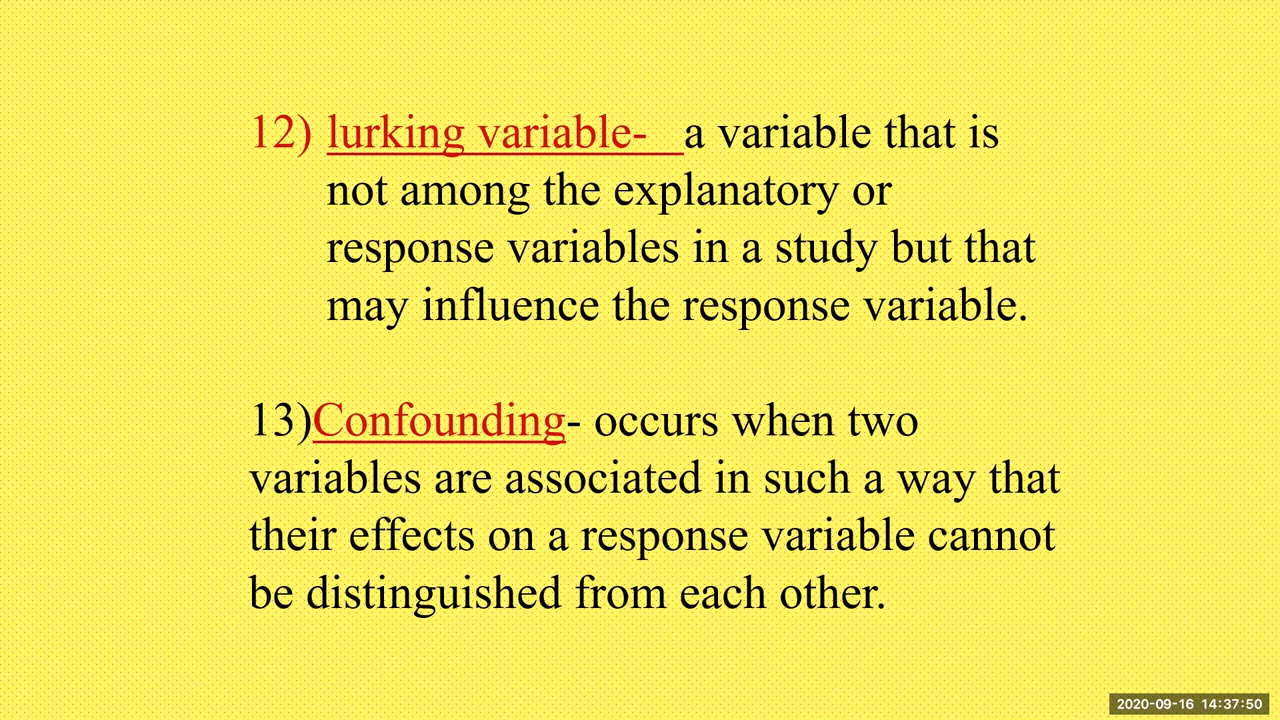 12) lurking variable- a variable that is
not among the explanatory or
response variables in a study but that
may influence the response variable.
13)Confounding- occurs when two
variables are associated in such a way that
their effects on a response variable cannot
be distinguished from each other.
2020-09-16 14:37:50